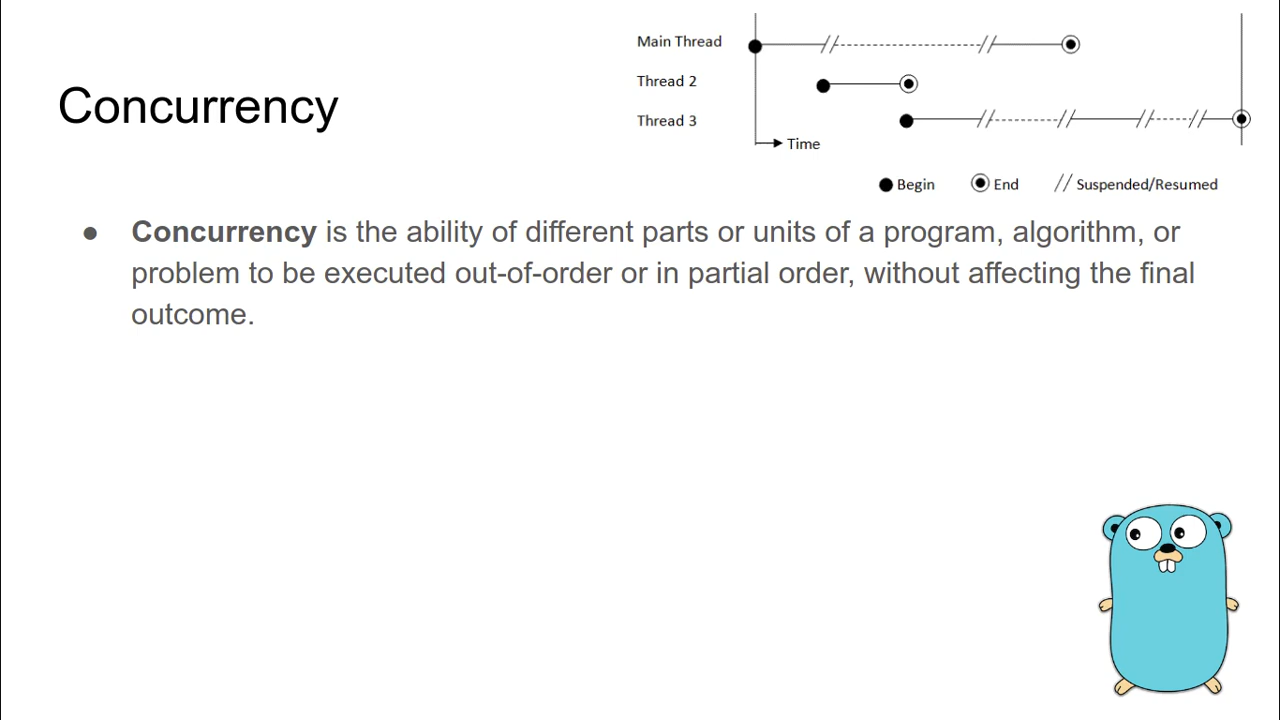 Concurrency
Main Thread
Thread 2
Thread 3
Time
Begin
End
Suspended/Resumed
● Concurrency is the ability of different parts or units of a program, algorithm, or
problem to be executed out-of-order or in partial order, without affecting the final
outcome.